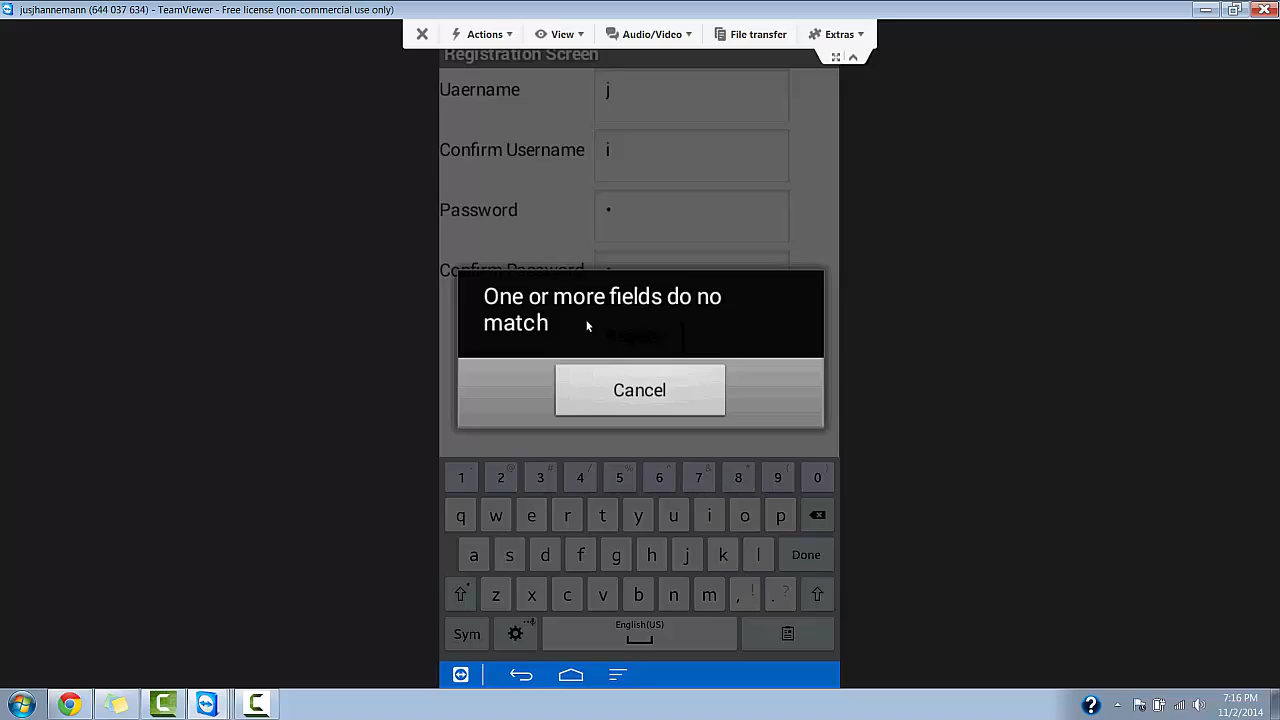 jusjhannemann (644 037 634) - TeamViewer - Free license (non-commercial use only)
Actions View Audio/Video File transfer Extras
Registration Screen
Uaername j
Confirm Username i
Password •
Confirm Password
One or more fields do no
match
Cancel
1 2 @ 3 # 4 / 5 % 6 ^ 7 & 8 * 9 ( 0 )
q w e r t y u i o p
a s d f g h j k l Done
z x c v b n m , ! . ?
Sym English(US)
7:16 PM
11/2/2014